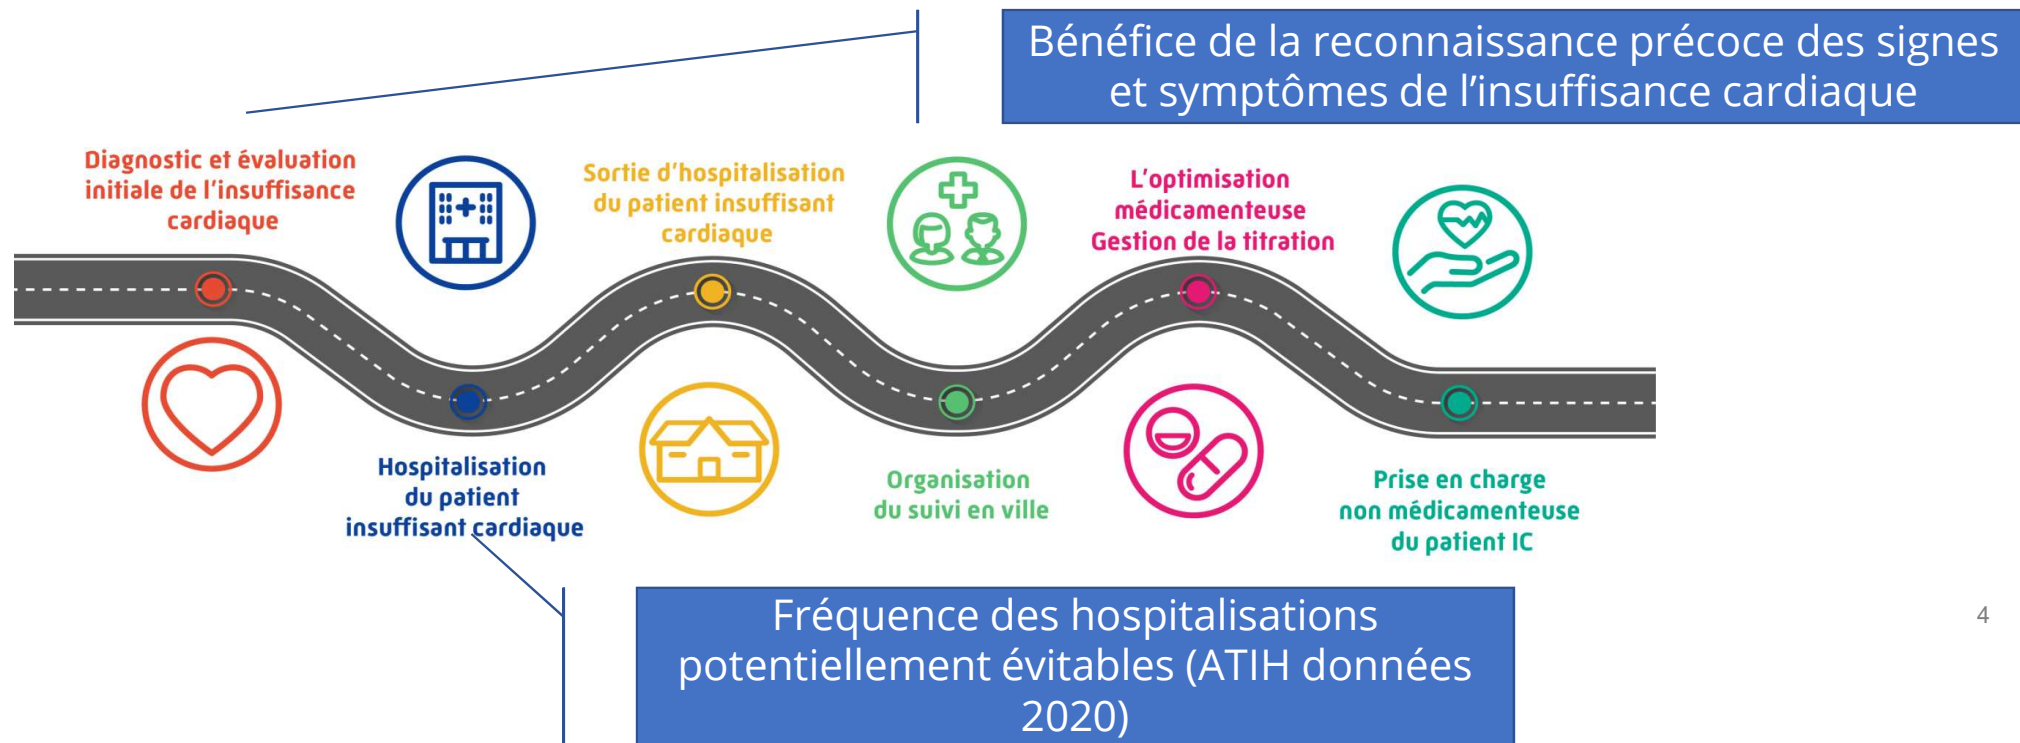 Bénéfice de la reconnaissance précoce des signes
et symptômes de l'insuffisance cardiaque
Diagnostic et évaluation
initiale de l'insuffisance
cardiaque
Sortie d'hospitalisation
du patient insuffisant
cardiaque
L'optimisation
médicamenteuse
Gestion de la titration
Hospitalisation
du patient
insuffisant cardiaque
Organisation
du suivi en ville
Prise en charge
non médicamenteuse
du patient IC
Fréquence des hospitalisations
potentiellement évitables (ATIH données
2020)
4